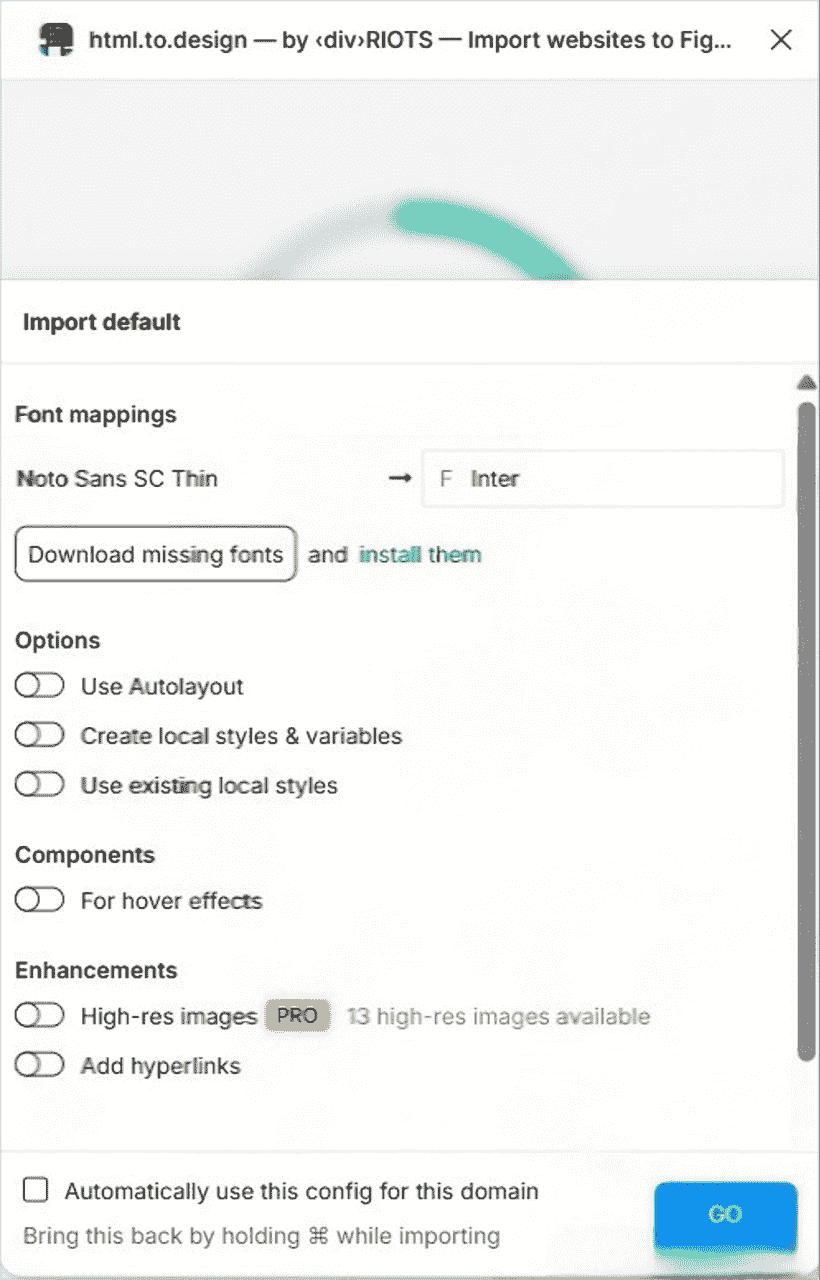 html.to.design — by ‹div›RIOTS — Import websites to Fig...
Import default
Font mappings
Noto Sans SC Thin → F Inter
Download missing fonts and install them
Options
Use Autolayout
Create local styles & variables
Use existing local styles
Components
For hover effects
Enhancements
High-res images PRO 13 high-res images available
Add hyperlinks
Automatically use this config for this domain
GO
Bring this back by holding ⌘ while importing